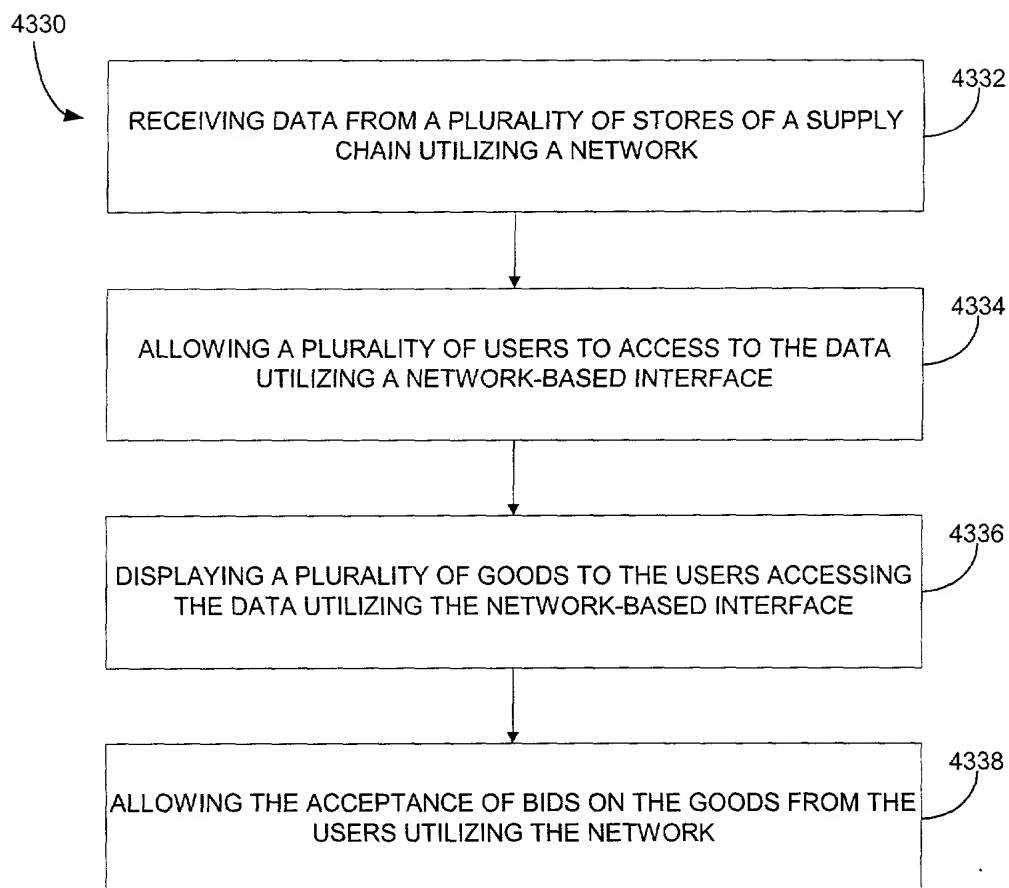 4330
4332
RECEIVING DATA FROM A PLURALITY OF STORES OF A SUPPLY
CHAIN UTILIZING A NETWORK
4334
ALLOWING A PLURALITY OF USERS TO ACCESS TO THE DATA
UTILIZING A NETWORK-BASED INTERFACE
4336
DISPLAYING A PLURALITY OF GOODS TO THE USERS ACCESSING
THE DATA UTILIZING THE NETWORK-BASED INTERFACE
4338
ALLOWING THE ACCEPTANCE OF BIDS ON THE GOODS FROM THE
USERS UTILIZING THE NETWORK